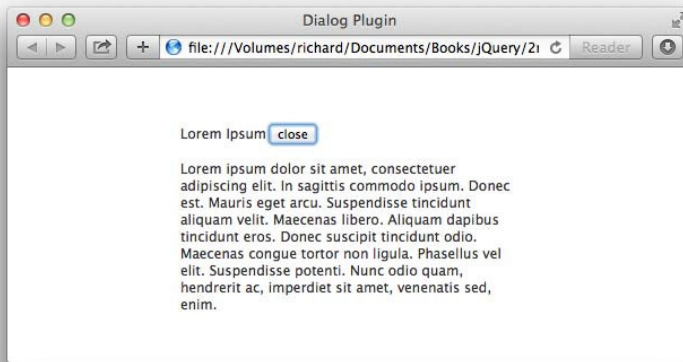 Dialog Plugin
file:///Volumes/richard/Documents/Books/jQuery/2
Reader
Lorem Ipsum close
Lorem ipsum dolor sit amet, consectetuer
adipiscing elit. In sagittis commodo ipsum. Donec
est. Mauris eget arcu. Suspendisse tincidunt
aliquam velit. Maecenas libero. Aliquam dapibus
tincidunt eros. Donec suscipit tincidunt odio.
Maecenas congue tortor non ligula. Phasellus vel
elit. Suspendisse potenti. Nunc odio quam,
hendrerit ac, imperdiet sit amet, venenatis sed,
enim.